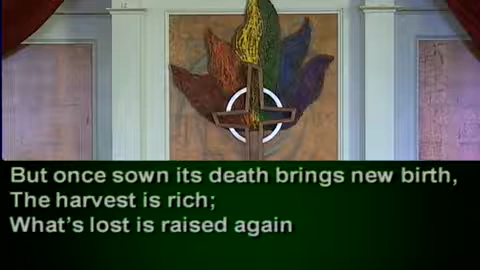 But once sown its death brings new birth,
The harvest is rich;
What's lost is raised again